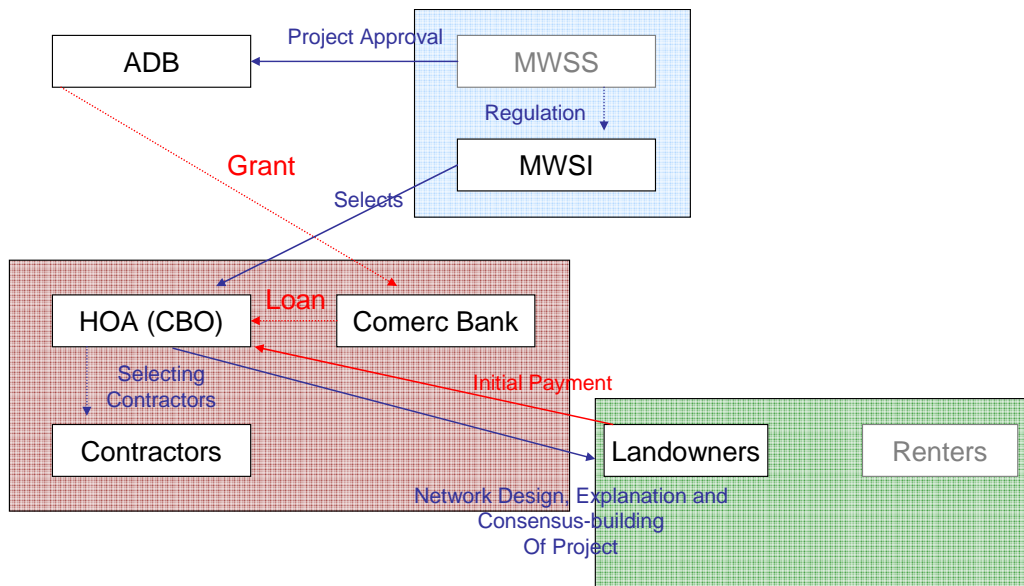 Project Approval
ADB
MWSS
Regulation
MWSI
Grant
Selects
Loan
HOA (CBO)
Comerc Bank
Selecting
Contractors
Initial Payment
Contractors
Landowners
Renters
Network Design, Explanation and
Consensus-building
Of Project